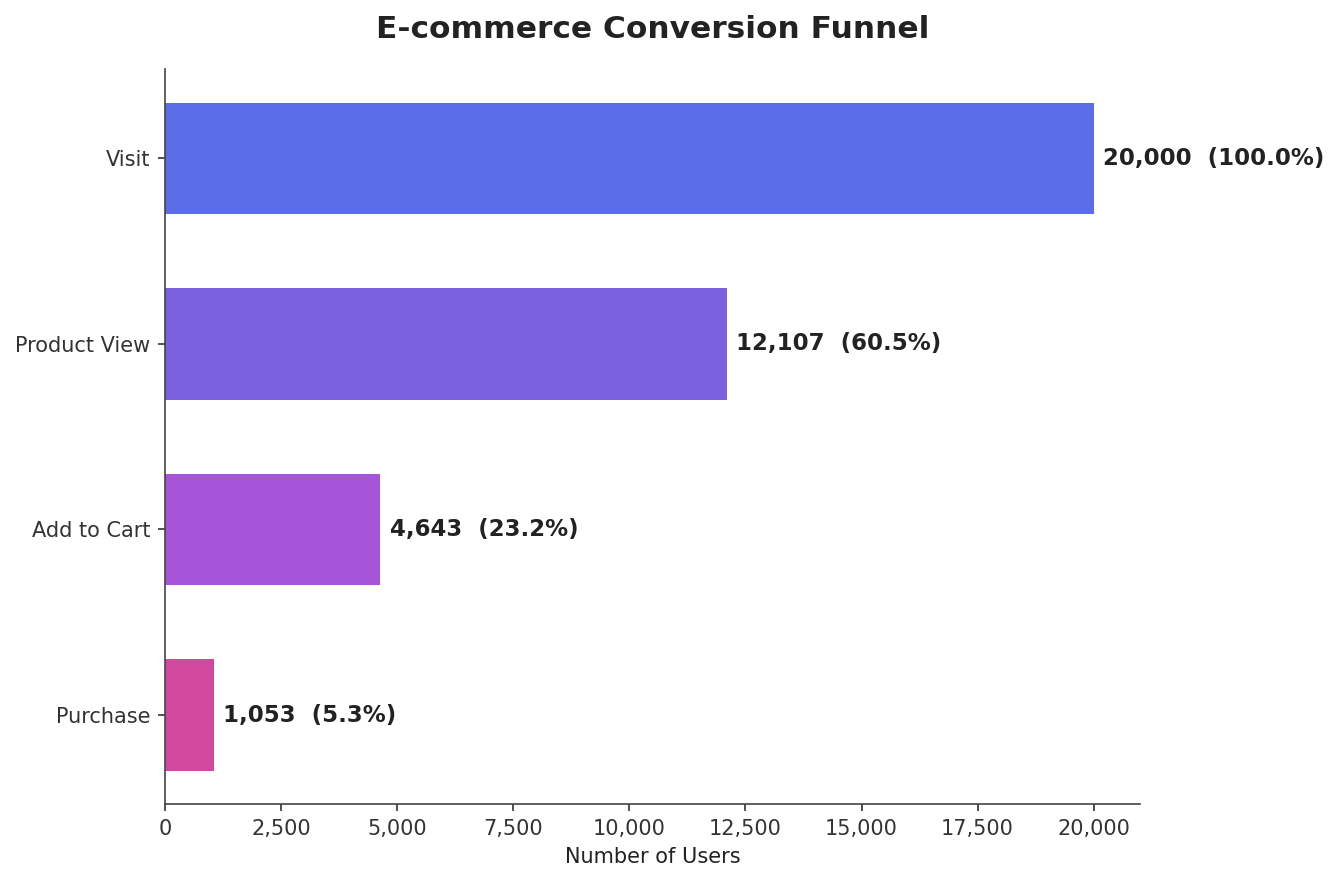 E-commerce Conversion Funnel
Visit
20,000  (100.0%)
Product View
12,107  (60.5%)
Add to Cart
4,643  (23.2%)
Purchase
1,053  (5.3%)
0 2,500 5,000 7,500 10,000 12,500 15,000 17,500 20,000
Number of Users